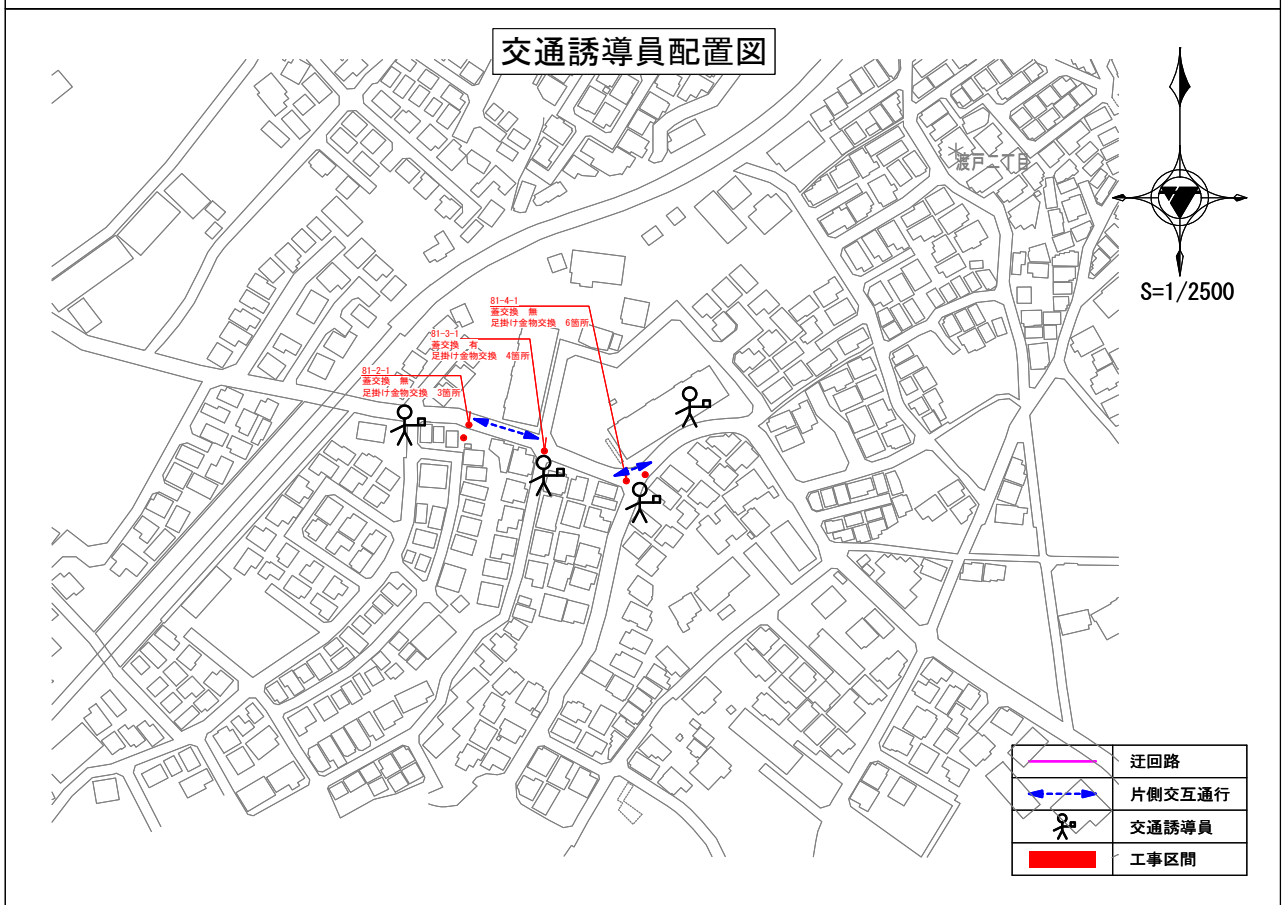 交通誘導員配置図
渡戸二丁目
S=1/2500
81-4-1
蓋交換 無
足掛け金物交換 6箇所
81-3-1
蓋交換 有
足掛け金物交換 4箇所
81-2-1
蓋交換 無
足掛け金物交換 3箇所
迂回路
片側交互通行
交通誘導員
工事区間